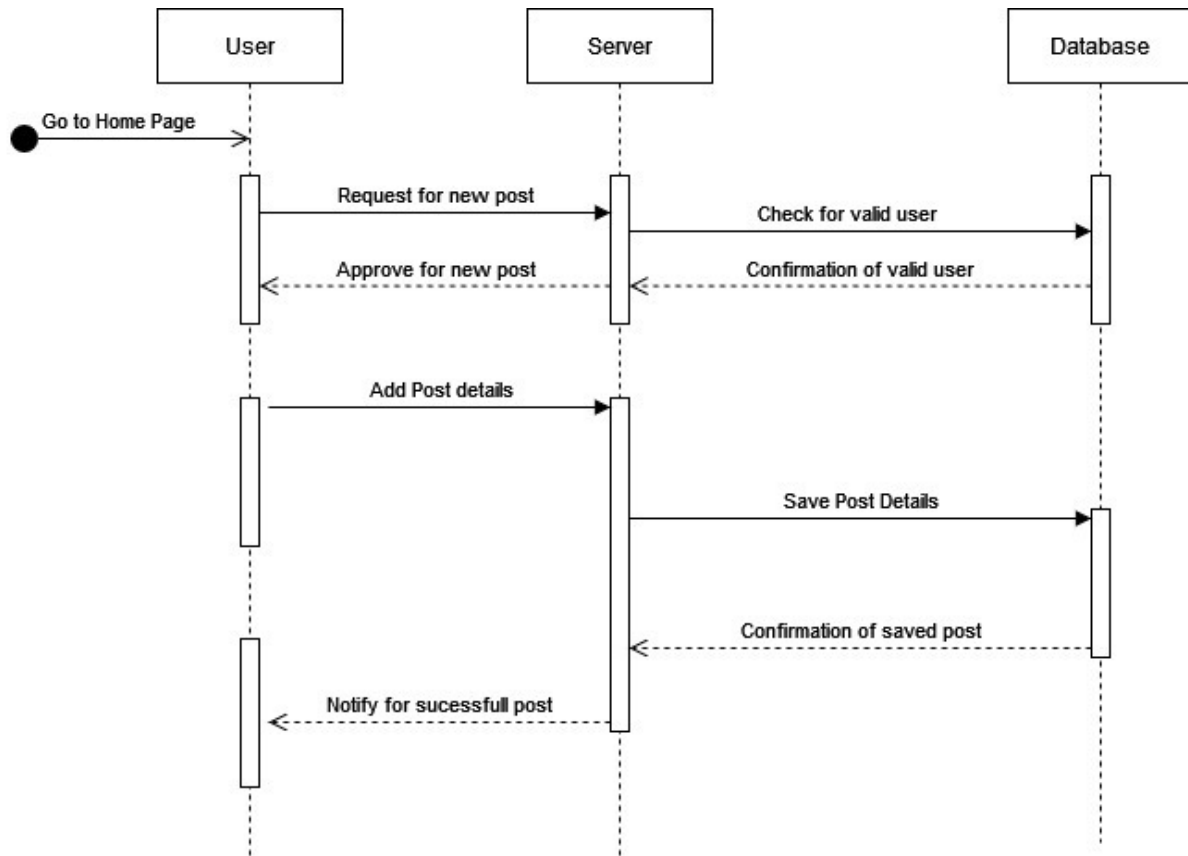 User
Server
Database
Go to Home Page
Request for new post
Check for valid user
Approve for new post
Confirmation of valid user
Add Post details
Save Post Details
Confirmation of saved post
Notify for sucessfull post